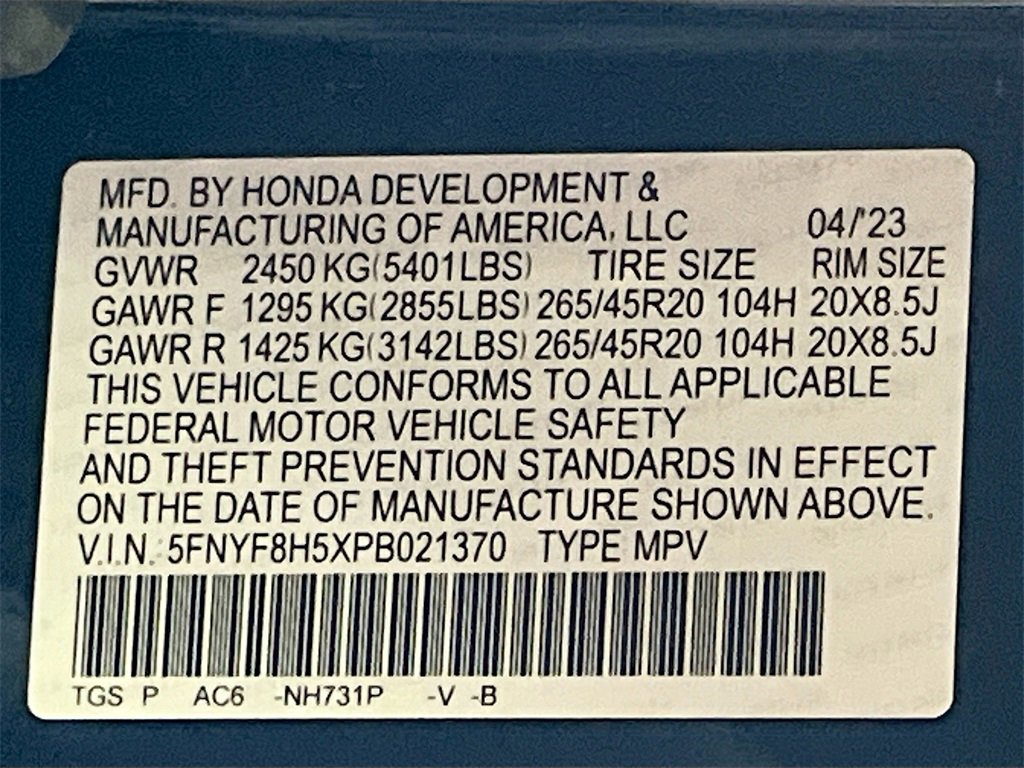 MFD. BY HONDA DEVELOPMENT &
MANUFACTURING OF AMERICA, LLC 04/'23
GVWR 2450 KG(5401LBS) TIRE SIZE RIM SIZE
GAWR F 1295 KG(2855LBS) 265/45R20 104H 20X8.5J
GAWR R 1425 KG(3142LBS) 265/45R20 104H 20X8.5J
THIS VEHICLE CONFORMS TO ALL APPLICABLE
FEDERAL MOTOR VEHICLE SAFETY
AND THEFT PREVENTION STANDARDS IN EFFECT
ON THE DATE OF MANUFACTURE SHOWN ABOVE.
V.I.N.: 5FNYF8H5XPB021370 TYPE MPV
TGS P AC6 -NH731P -V -B